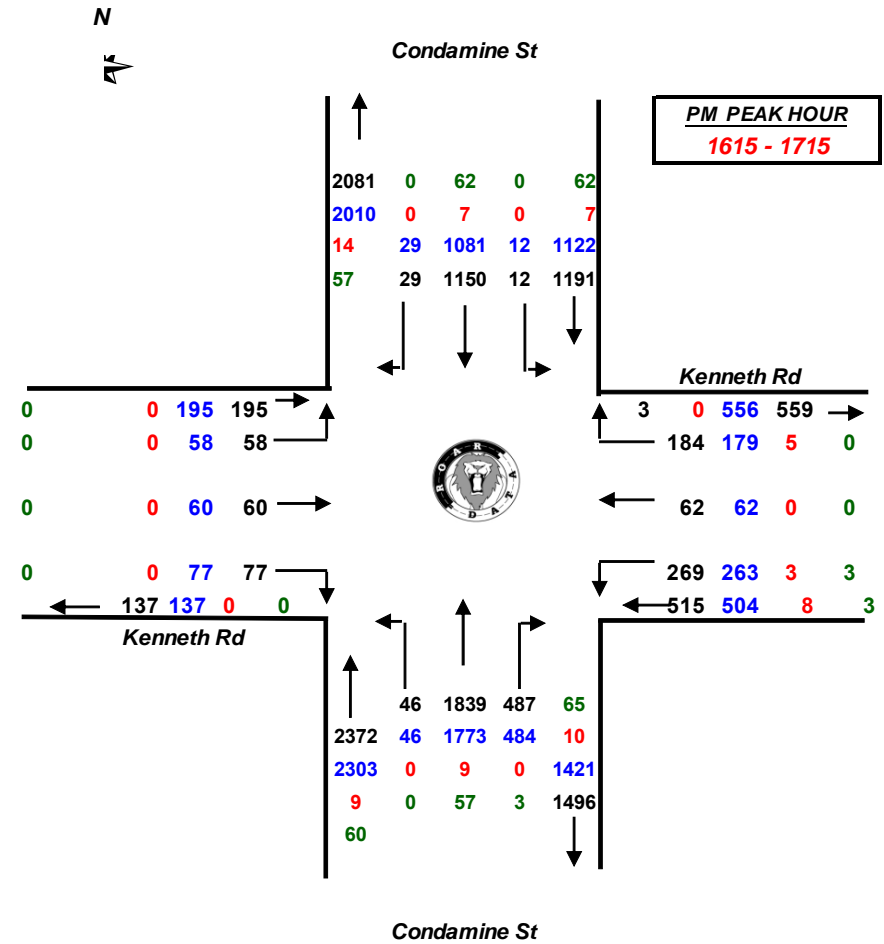 N
Condamine St
PM PEAK HOUR
1615 - 1715
2081 0 62 0 62
2010 0 7 0 7
14 29 1081 12 1122
57 29 1150 12 1191
Kenneth Rd
0 0 195 195
3 0 556 559
0 0 58 58
184 179 5 0
ROAR DATA
0 0 60 60
62 62 0 0
0 0 77 77
269 263 3 3
137 137 0 0
515 504 8 3
Kenneth Rd
46 1839 487 65
2372 46 1773 484 10
2303 0 9 0 1421
9 0 57 3 1496
60
Condamine St